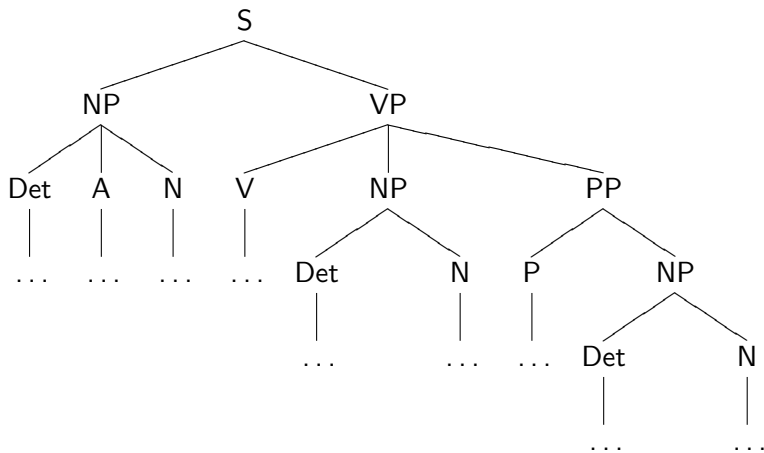 S
NP VP
Det A N V NP PP
. . . . . . . . . . . . Det N P NP
. . . . . . . . . Det N
. . . . . .